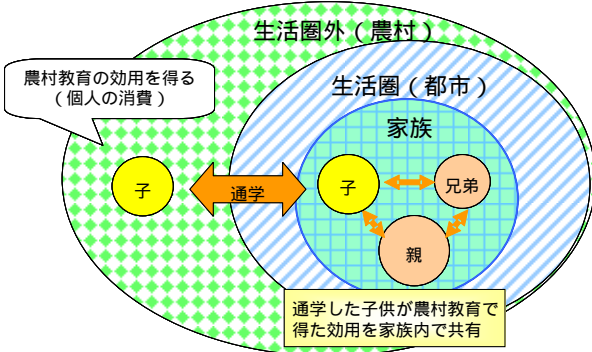 生活圏外(農村)
農村教育の効用を得る
(個人の消費)
生活圏(都市)
家族
子
通学
子
兄弟
親
通学した子供が農村教育で
得た効用を家族内で共有